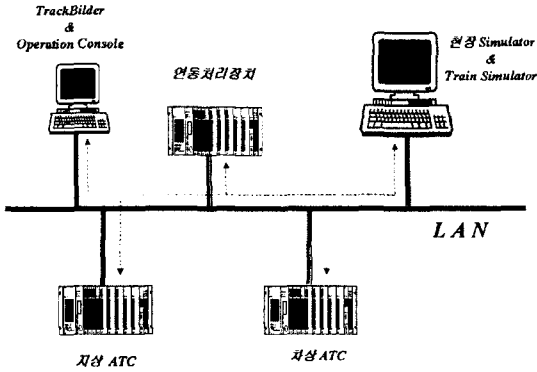 TrackBilder
&
Operation Console
연동처리장치
현장 Simulator
&
Train Simulator
LAN
지상 ATC
차상 ATC